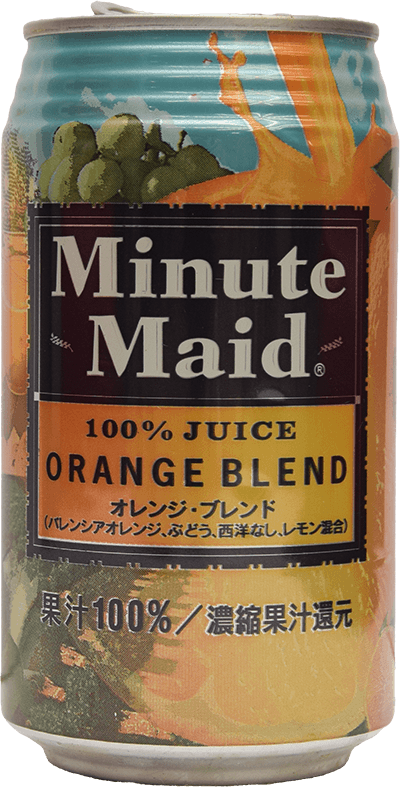 Minute
Maid®
100% JUICE
ORANGE BLEND
オレンジ・ブレンド
(バレンシアオレンジ、ぶどう、西洋なし、レモン混合)
果汁100%／濃縮果汁還元